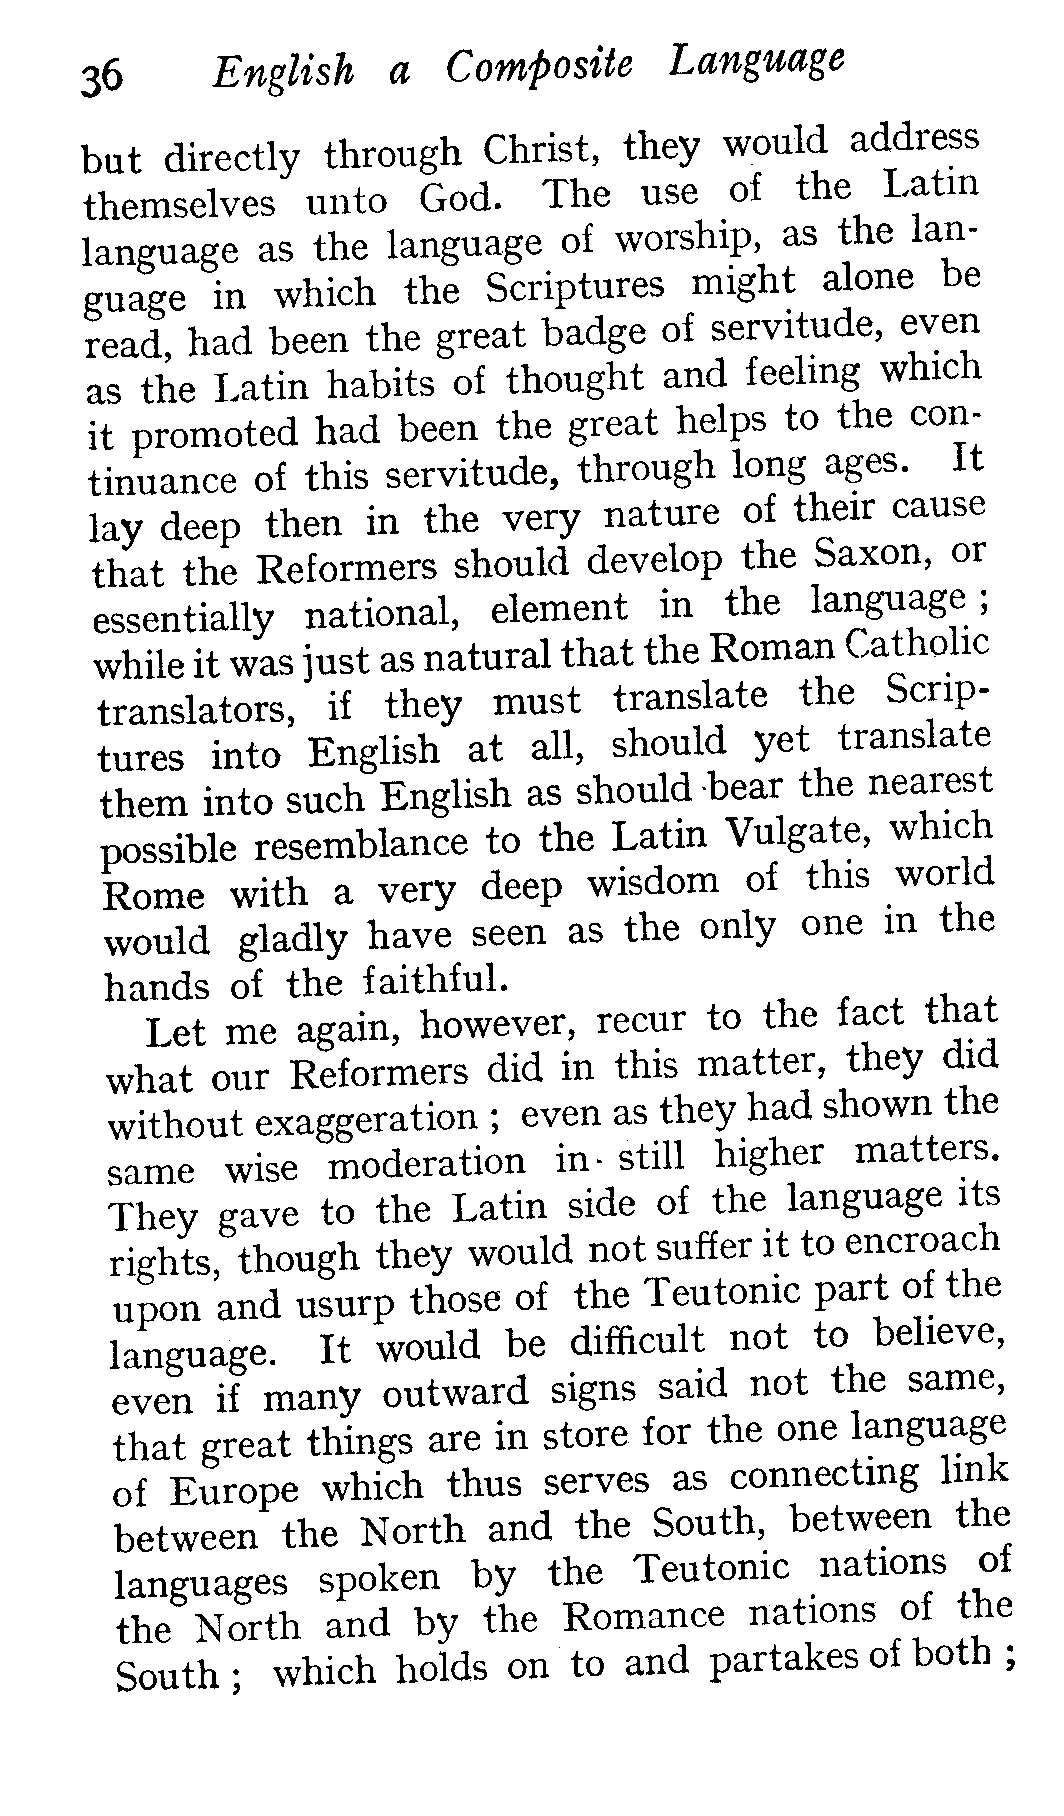 36 English a Composite Language
but directly through Christ, they would address
themselves unto God. The use of the Latin
language as the language of worship, as the lan-
guage in which the Scriptures might alone be
read, had been the great badge of servitude, even
as the Latin habits of thought and feeling which
it promoted had been the great helps to the con-
tinuance of this servitude, through long ages. It
lay deep then in the very nature of their cause
that the Reformers should develop the Saxon, or
essentially national, element in the language ;
while it was just as natural that the Roman Catholic
translators, if they must translate the Scrip-
tures into English at all, should yet translate
them into such English as should bear the nearest
possible resemblance to the Latin Vulgate, which
Rome with a very deep wisdom of this world
would gladly have seen as the only one in the
hands of the faithful.
Let me again, however, recur to the fact that
what our Reformers did in this matter, they did
without exaggeration ; even as they had shown the
same wise moderation in still higher matters.
They gave to the Latin side of the language its
rights, though they would not suffer it to encroach
upon and usurp those of the Teutonic part of the
language. It would be difficult not to believe,
even if many outward signs said not the same,
that great things are in store for the one language
of Europe which thus serves as connecting link
between the North and the South, between the
languages spoken by the Teutonic nations of
the North and by the Romance nations of the
South ; which holds on to and partakes of both ;